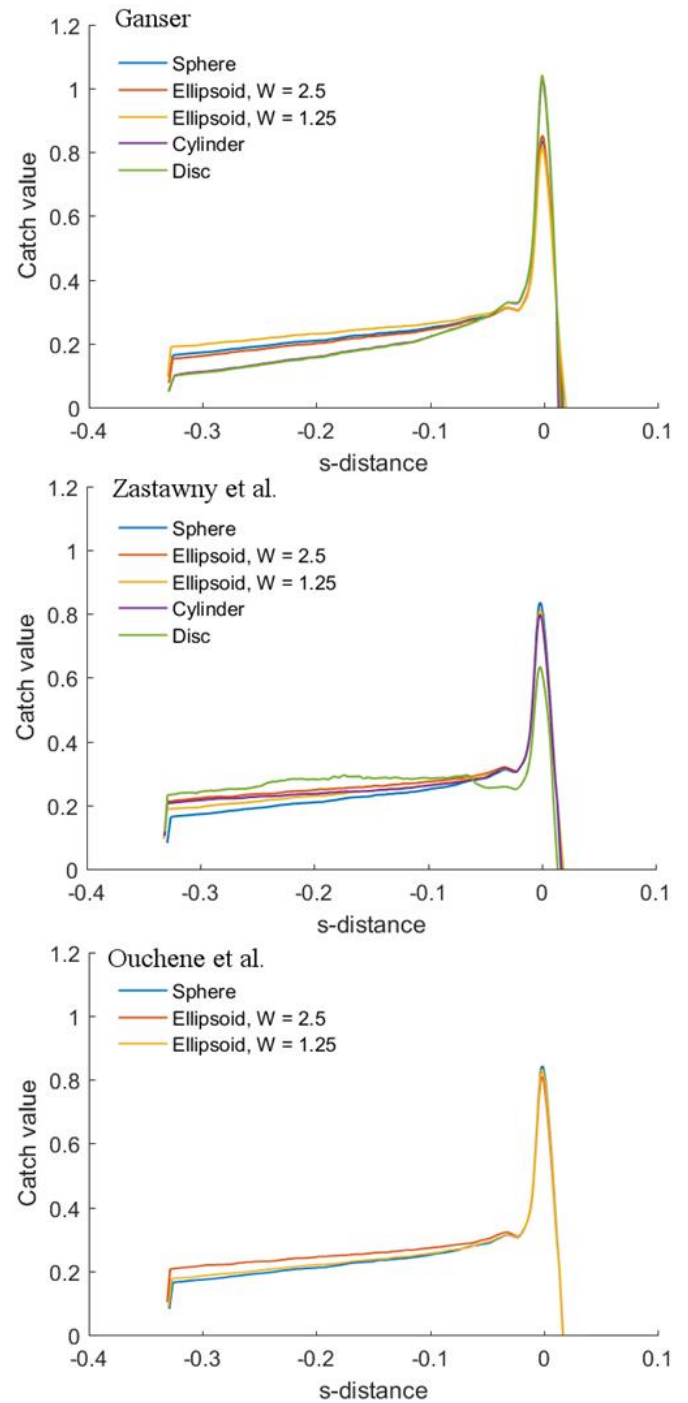 Ganser
1.2
1
0.8
0.6
0.4
0.2
0
Catch value
Sphere
Ellipsoid, W = 2.5
Ellipsoid, W = 1.25
Cylinder
Disc
-0.4 -0.3 -0.2 -0.1 0 0.1
s-distance
Zastawny et al.
1.2
1
0.8
0.6
0.4
0.2
0
Catch value
Sphere
Ellipsoid, W = 2.5
Ellipsoid, W = 1.25
Cylinder
Disc
-0.4 -0.3 -0.2 -0.1 0 0.1
s-distance
Ouchene et al.
1.2
1
0.8
0.6
0.4
0.2
0
Catch value
Sphere
Ellipsoid, W = 2.5
Ellipsoid, W = 1.25
-0.4 -0.3 -0.2 -0.1 0 0.1
s-distance